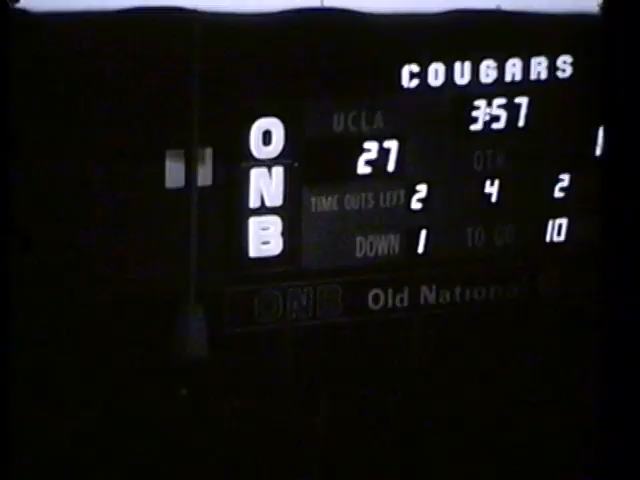 COUGARS
O
N
B
UCLA 3:57
27 QTR 1
TIME OUTS LEFT 2 4 2
DOWN 1 TO GO 10
ONB Old National